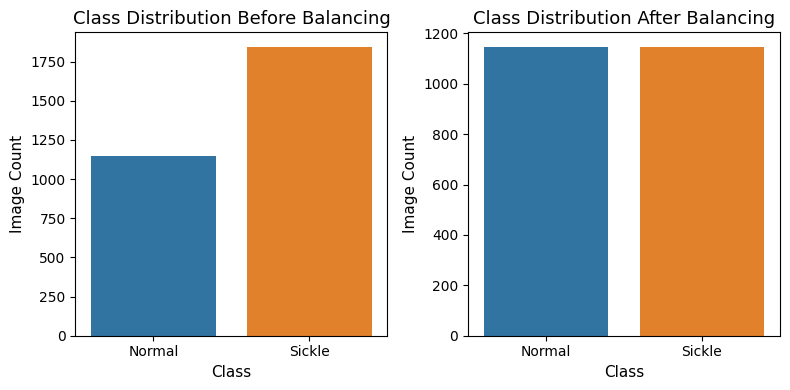 Class Distribution Before Balancing
1750
1500
1250
1000
750
500
250
0
Image Count
Normal
Sickle
Class
Class Distribution After Balancing
1200
1000
800
600
400
200
0
Image Count
Normal
Sickle
Class